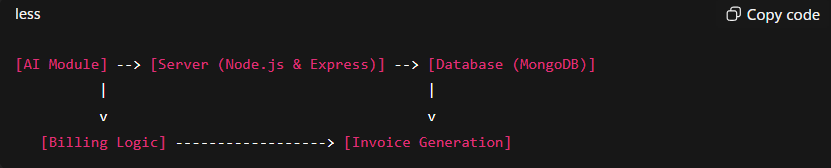 less Copy code
[AI Module] --> [Server (Node.js & Express)] --> [Database (MongoDB)]
          |                                      |
          v                                      v
   [Billing Logic] ------------------> [Invoice Generation]